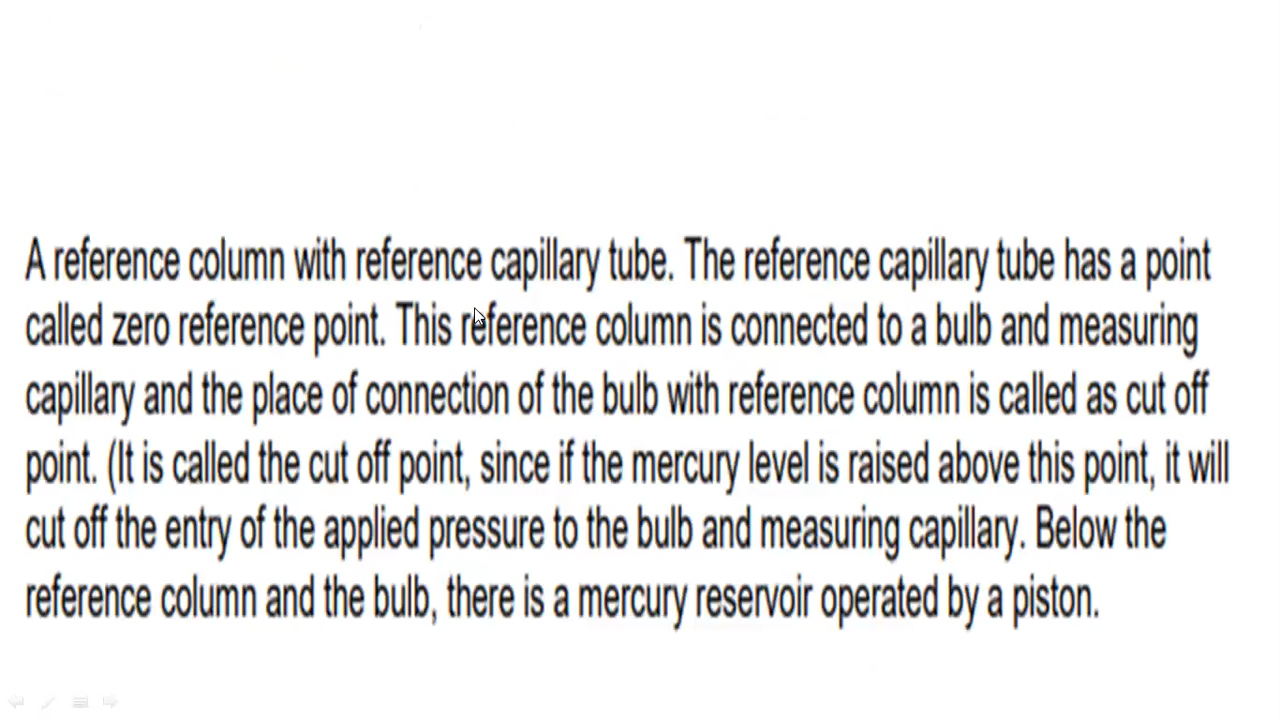 A reference column with reference capillary tube. The reference capillary tube has a point
called zero reference point. This reference column is connected to a bulb and measuring
capillary and the place of connection of the bulb with reference column is called as cut off
point. (It is called the cut off point, since if the mercury level is raised above this point, it will
cut off the entry of the applied pressure to the bulb and measuring capillary. Below the
reference column and the bulb, there is a mercury reservoir operated by a piston.